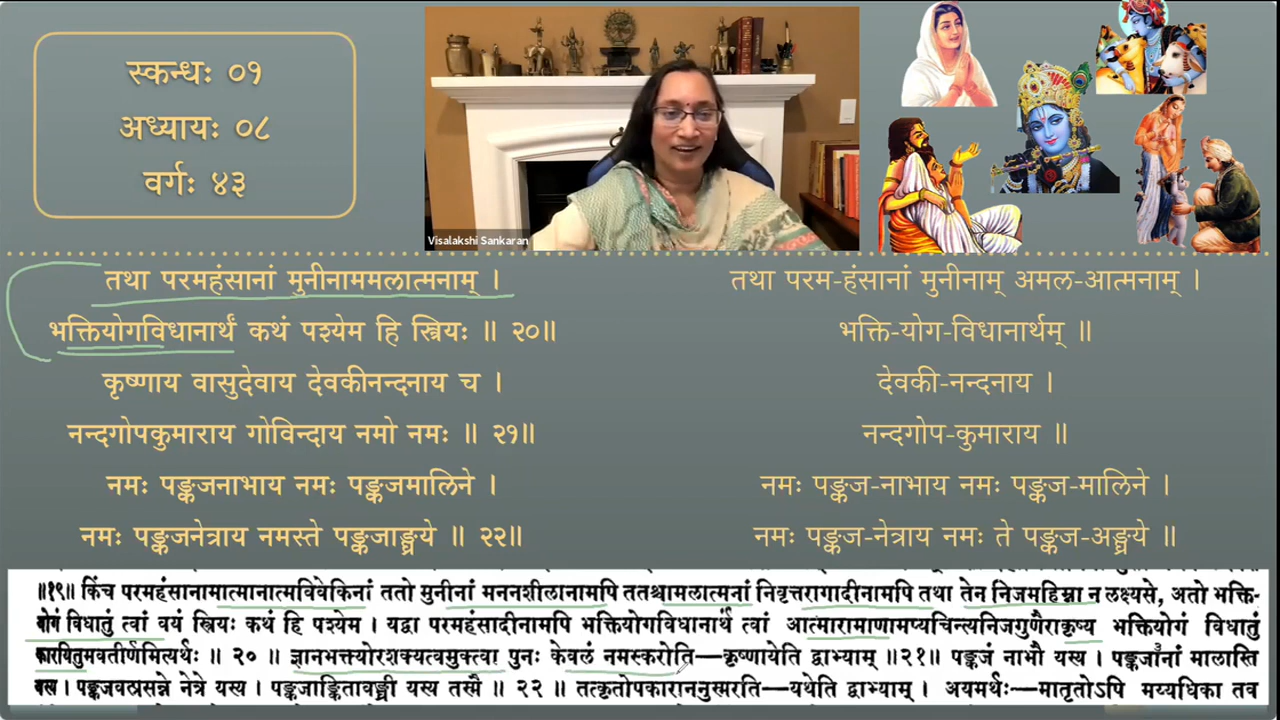 स्कन्धः ०१
अध्यायः ०८
वर्गः ४३
Visalakshi Sankaran
तथा परमहंसानां मुनीनाममलात्मनाम् ।
भक्तियोगविधानार्थं कथं पश्येम हि स्त्रियः ॥ २०॥
कृष्णाय वासुदेवाय देवकीनन्दनाय च ।
नन्दगोपकुमाराय गोविन्दाय नमो नमः ॥ २१॥
नमः पङ्कजनाभाय नमः पङ्कजमालिने ।
नमः पङ्कजनेत्राय नमस्ते पङ्कजाङ्घ्रये ॥ २२॥
तथा परम-हंसानां मुनीनाम् अमल-आत्मनाम् ।
भक्ति-योग-विधानार्थम् ॥
देवकी-नन्दनाय ।
नन्दगोप-कुमाराय ॥
नमः पङ्कज-नाभाय नमः पङ्कज-मालिने ।
नमः पङ्कज-नेत्राय नमः ते पङ्कज-अङ्घ्रये ॥
॥१९॥ किंच परमहंसानामात्मानात्मविवेकिनां ततो मुनीनां मननशीलानामपि ततश्चामलात्मनां निवृत्तरागादीनामपि तथा तेन निजमहिम्ना न लक्ष्यसे, अतो भक्ति-
योगं विधातुं त्वां वयं स्त्रियः कथं हि पश्येम । यद्वा परमहंसादीनामपि भक्तियोगविधानार्थं त्वां आत्मारामाणामप्यचिन्त्यनिजगुणैराकृष्य भक्तियोगं विधातुं
कारयितुमवतीर्णमित्यर्थः ॥ २० ॥ ज्ञानभक्त्योरशक्यत्वमुक्त्वा पुनः केवलं नमस्करोति—कृष्णायेति द्वाभ्याम् ॥२१॥ पङ्कजं नाभौ यस्य । पङ्कजानां मालास्ति
यस्य । पङ्कजवत्प्रसन्ने नेत्रे यस्य । पङ्कजाङ्कितावङ्घ्री यस्य तस्मै ॥ २२ ॥ तत्कृतोपकाराननुस्मरति—यथेति द्वाभ्याम् । अयमर्थः—मातृतोऽपि मय्यधिका तव